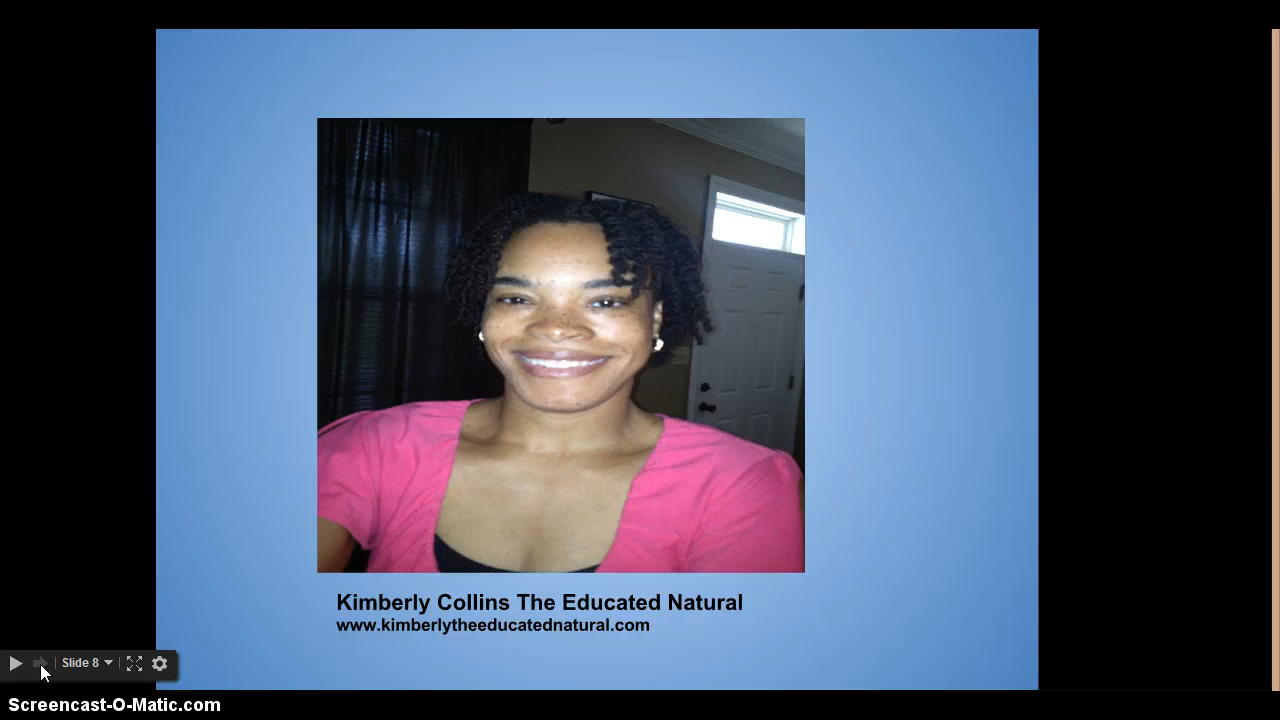 Kimberly Collins The Educated Natural
www.kimberlytheeducatednatural.com
Slide 8
Screencast-O-Matic.com